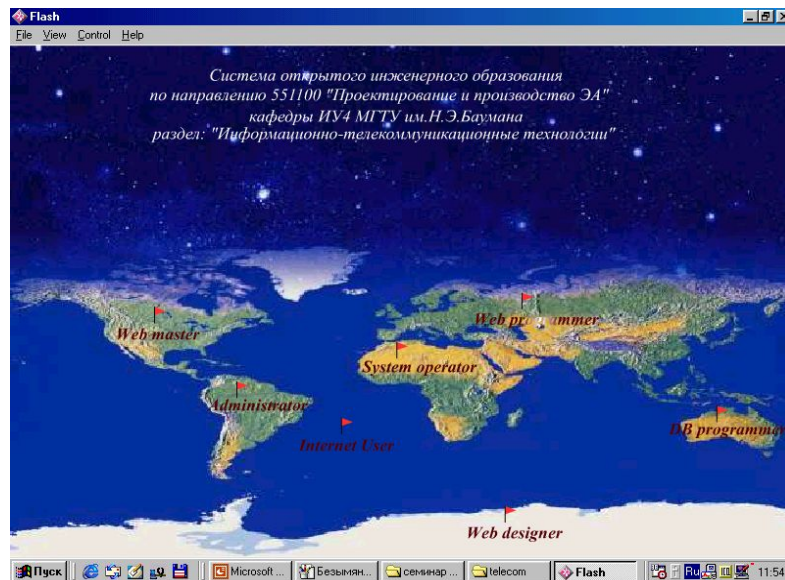 Flash
File View Control Help
Система открытого инженерного образования
по направлению 551100 "Проектирование и производство ЭА"
кафедры ИУ4 МГТУ им.Н.Э.Баумана
раздел: "Информационно-телекоммуникационные технологии"
Web master
Web programmer
System operator
Administrator
Internet User
DB programmer
Web designer
Пуск Microsoft ... Безымян... семинар ... telecom Flash Ru 11:54